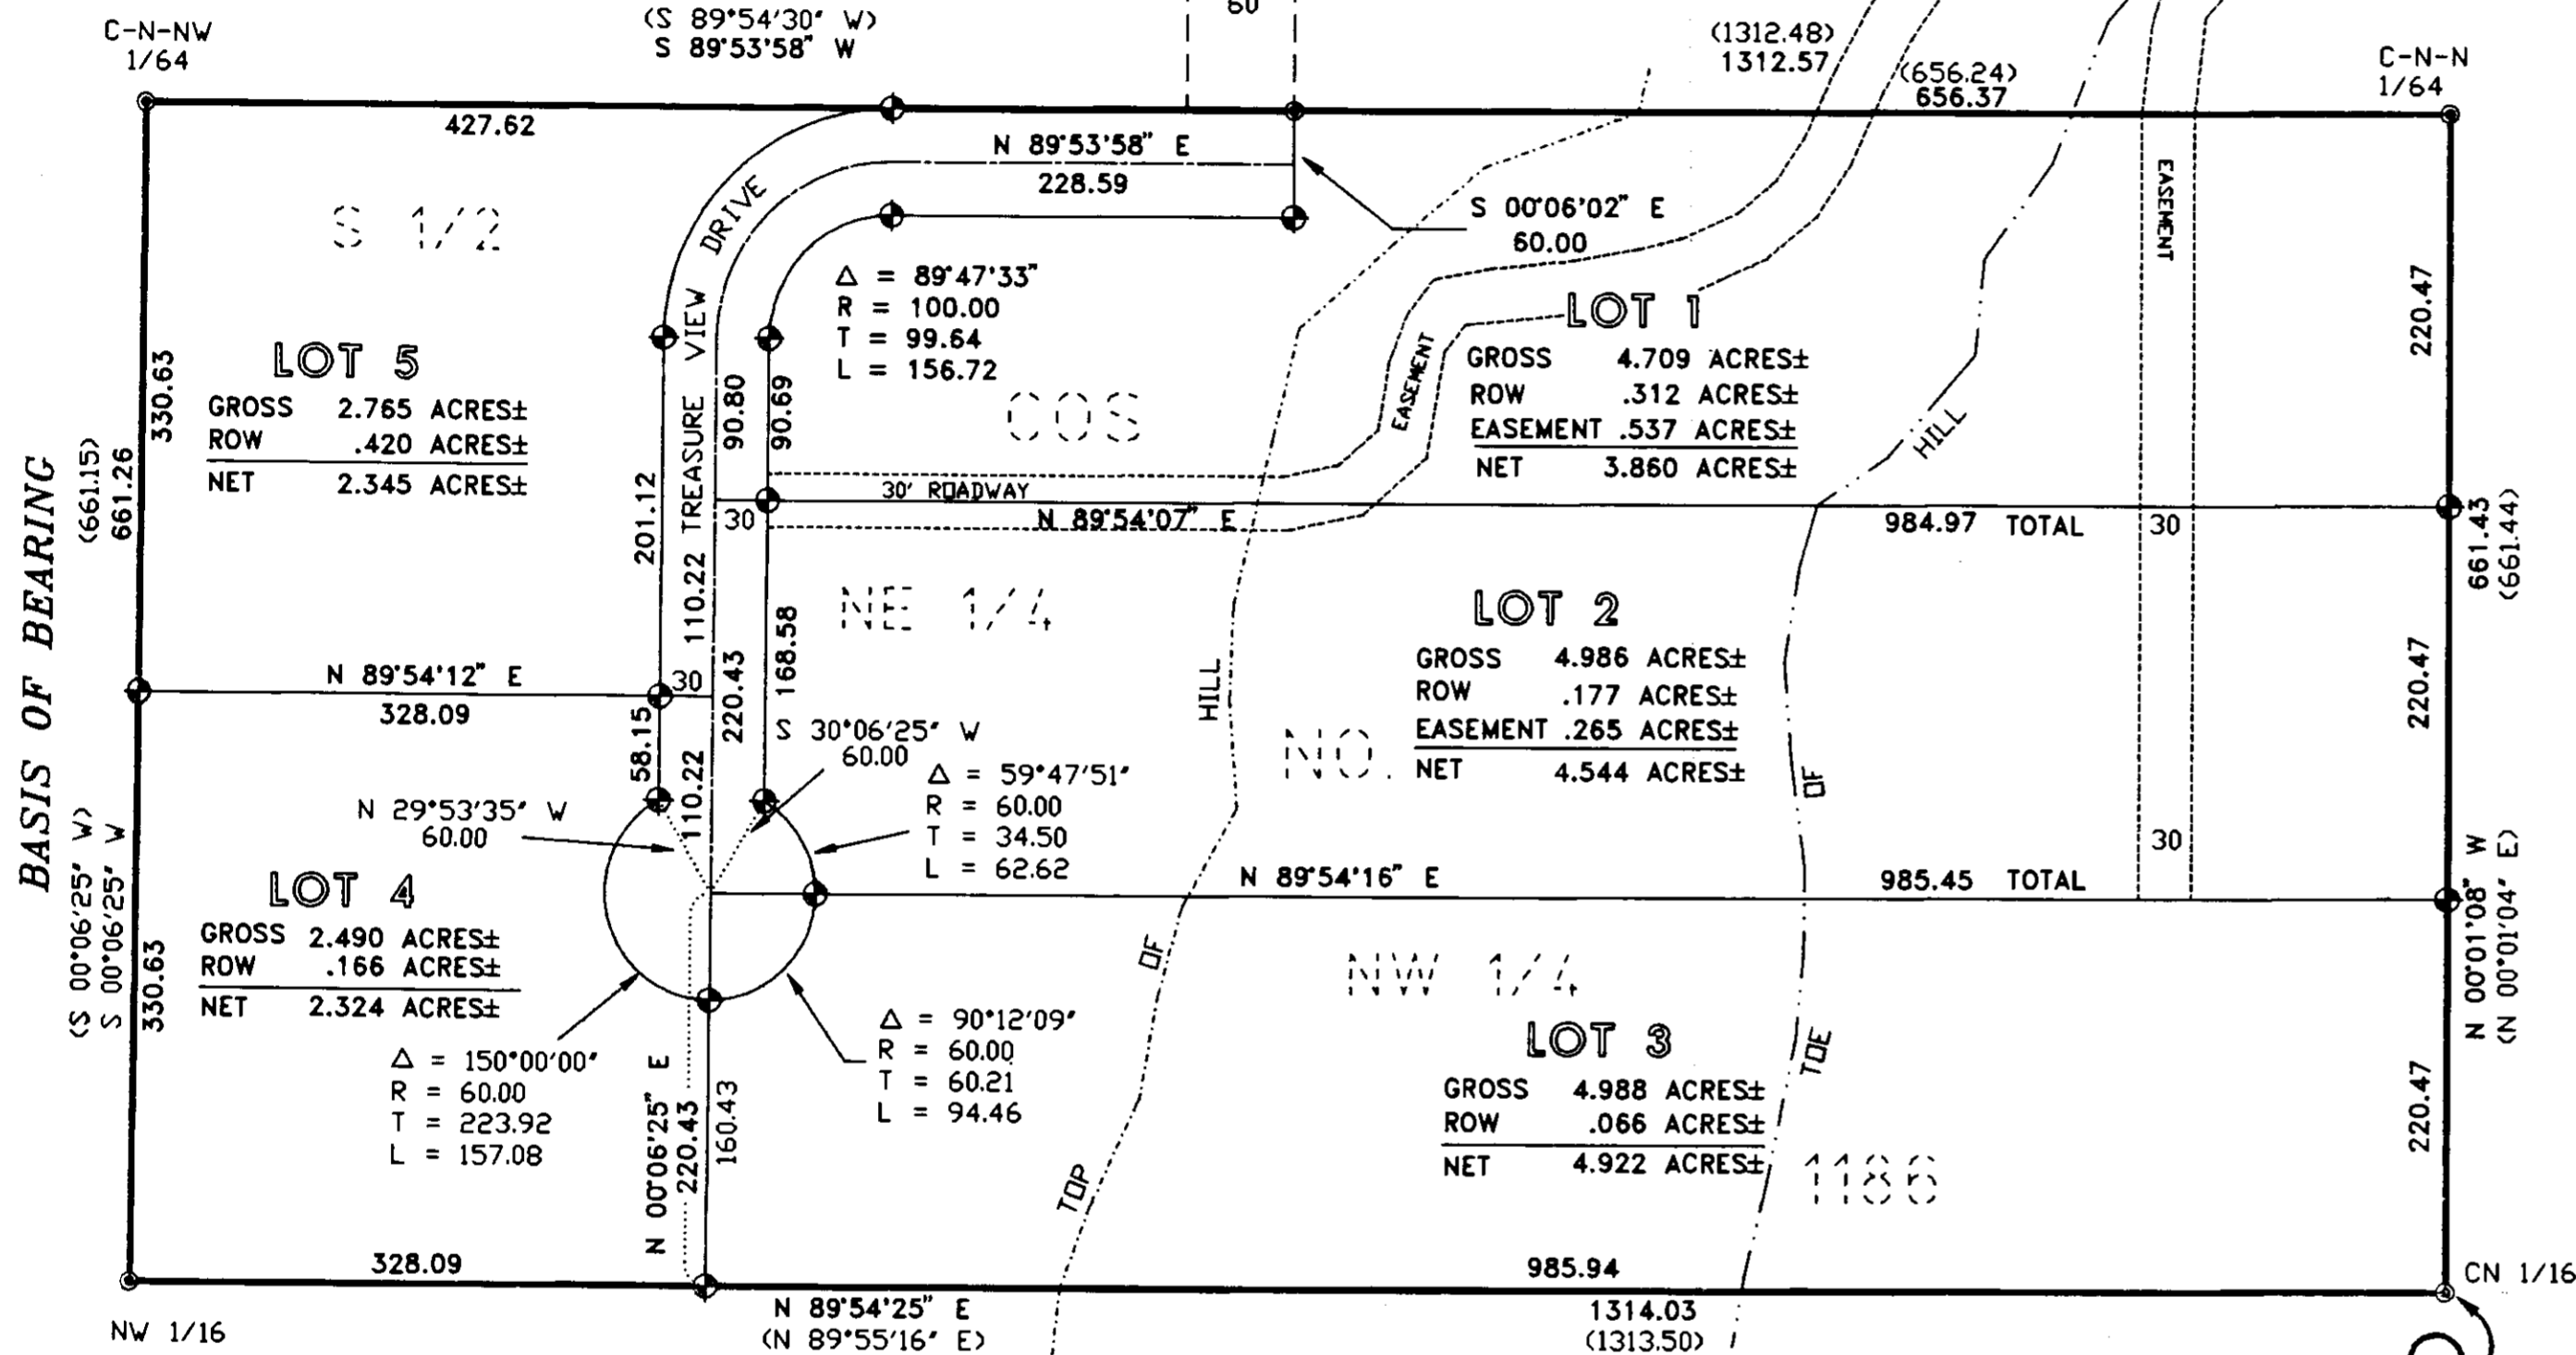 C-N-NW
1/64
(S 89°54'30" W)
S 89°53'58" W
60
(1312.48)
1312.57
(656.24)
656.37
C-N-N
1/64
427.62
N 89°53'58" E
228.59
S 00°06'02" E
60.00
EASEMENT
S 1/2
TREASURE VIEW DRIVE
Δ = 89°47'33"
R = 100.00
T = 99.64
L = 156.72
COS
LOT 1
GROSS 4.709 ACRES±
ROW .312 ACRES±
EASEMENT .537 ACRES±
NET 3.860 ACRES±
EASEMENT
220.47
HILL
LOT 5
GROSS 2.765 ACRES±
ROW .420 ACRES±
NET 2.345 ACRES±
330.63
(661.15)
661.26
BASIS OF BEARING
90.80
90.69
201.12
110.22
30' ROADWAY
30
N 89°54'07" E
984.97 TOTAL
30
661.43
(661.44)
NE 1/4
LOT 2
GROSS 4.986 ACRES±
ROW .177 ACRES±
EASEMENT .265 ACRES±
NET 4.544 ACRES±
220.47
N 89°54'12" E
328.09
30
220.43
168.58
HILL
NO.
58.15
110.22
S 30°06'25" W
60.00
Δ = 59°47'51"
R = 60.00
T = 34.50
L = 62.62
OF
N 29°53'35" W
60.00
30
N 89°54'16" E
985.45 TOTAL
(S 00°06'25" W)
S 00°06'25" W
330.63
LOT 4
GROSS 2.490 ACRES±
ROW .166 ACRES±
NET 2.324 ACRES±
N 00°01'08" W
(N 00°01'04" E)
OF
NW 1/4
LOT 3
GROSS 4.988 ACRES±
ROW .066 ACRES±
NET 4.922 ACRES±
TOE
Δ = 150°00'00"
R = 60.00
T = 223.92
L = 157.08
Δ = 90°12'09"
R = 60.00
T = 60.21
L = 94.46
N 00°06'25" E
220.43
160.43
TOP
1186
220.47
328.09
985.94
CN 1/16
NW 1/16
N 89°54'25" E
(N 89°55'16" E)
1314.03
(1313.50)